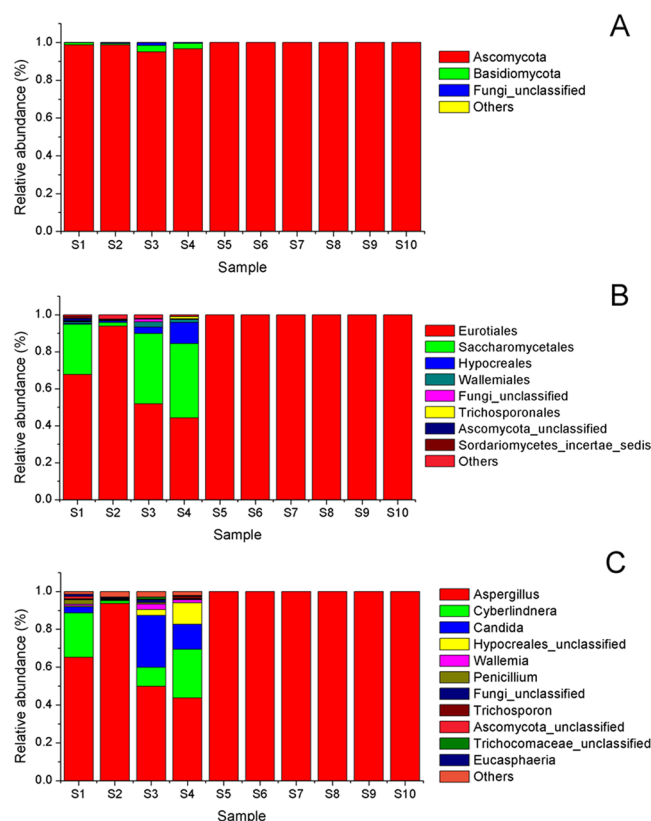 A
Relative abundance (%)
1.0
0.8
0.6
0.4
0.2
0.0
S1 S2 S3 S4 S5 S6 S7 S8 S9 S10
Sample
Ascomycota
Basidiomycota
Fungi_unclassified
Others
B
Relative abundance (%)
1.0
0.8
0.6
0.4
0.2
0.0
S1 S2 S3 S4 S5 S6 S7 S8 S9 S10
Sample
Eurotiales
Saccharomycetales
Hypocreales
Wallemiales
Fungi_unclassified
Trichosporonales
Ascomycota_unclassified
Sordariomycetes_incertae_sedis
Others
C
Relative abundance (%)
1.0
0.8
0.6
0.4
0.2
0.0
S1 S2 S3 S4 S5 S6 S7 S8 S9 S10
Sample
Aspergillus
Cyberlindnera
Candida
Hypocreales_unclassified
Wallemia
Penicillium
Fungi_unclassified
Trichosporon
Ascomycota_unclassified
Trichocomaceae_unclassified
Eucasphaeria
Others